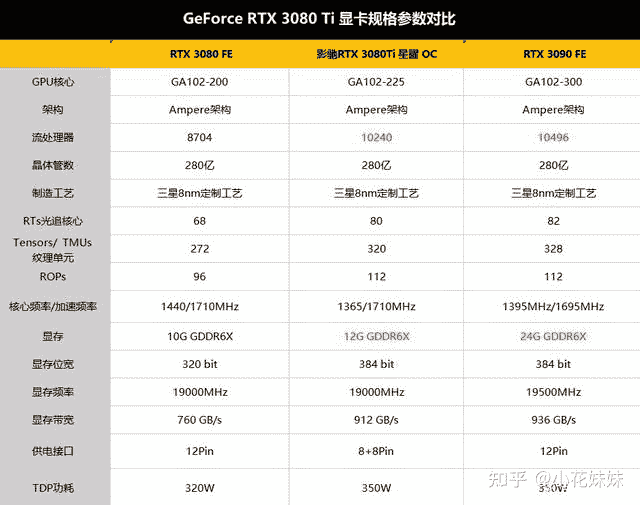 GeForce RTX 3080 Ti 显卡规格参数对比
RTX 3080 FE 影驰RTX 3080Ti 星曜 OC RTX 3090 FE
GPU核心 GA102-200 GA102-225 GA102-300
架构 Ampere架构 Ampere架构 Ampere架构
流处理器 8704 10240 10496
晶体管数 280亿 280亿 280亿
制造工艺 三星8nm定制工艺 三星8nm定制工艺 三星8nm定制工艺
RTs光追核心 68 80 82
Tensors/ TMUs
纹理单元 272 320 328
ROPs 96 112 112
核心频率/加速频率 1440/1710MHz 1365/1710MHz 1395MHz/1695MHz
显存 10G GDDR6X 12G GDDR6X 24G GDDR6X
显存位宽 320 bit 384 bit 384 bit
显存频率 19000MHz 19000MHz 19500MHz
显存带宽 760 GB/s 912 GB/s 936 GB/s
供电接口 12Pin 8+8Pin 12Pin
TDP功耗 320W 350W 350W
知乎 @小花妹妹